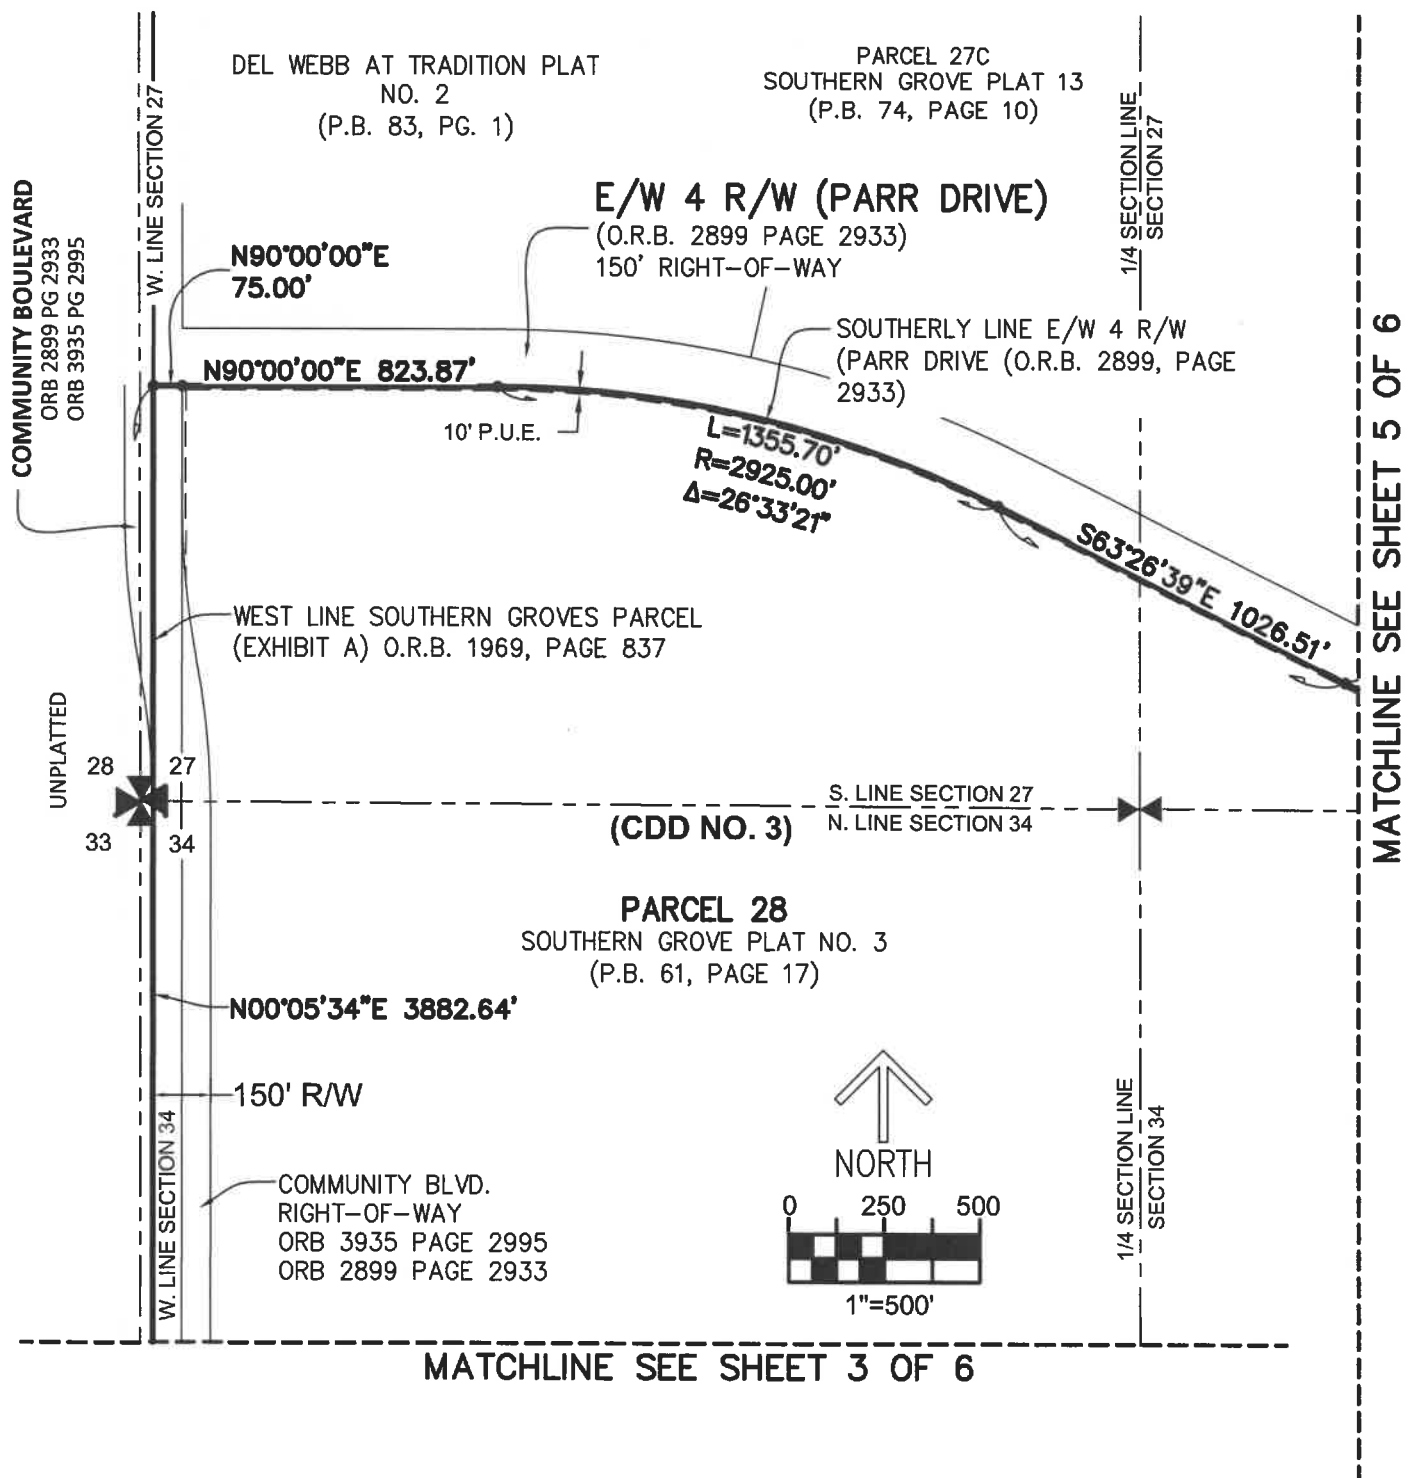 DEL WEBB AT TRADITION PLAT
NO. 2
(P.B. 83, PG. 1)
PARCEL 27C
SOUTHERN GROVE PLAT 13
(P.B. 74, PAGE 10)
W. LINE SECTION 27
1/4 SECTION LINE
SECTION 27
COMMUNITY BOULEVARD
ORB 2899 PG 2933
ORB 3935 PG 2995
E/W 4 R/W (PARR DRIVE)
(O.R.B. 2899 PAGE 2933)
150' RIGHT-OF-WAY
N90°00'00"E
75.00'
SOUTHERLY LINE E/W 4 R/W
(PARR DRIVE (O.R.B. 2899, PAGE
2933)
N90°00'00"E 823.87'
10' P.U.E.
L=1355.70'
R=2925.00'
Δ=26°33'21"
S63°26'39"E 1026.51'
MATCHLINE SEE SHEET 5 OF 6
WEST LINE SOUTHERN GROVES PARCEL
(EXHIBIT A) O.R.B. 1969, PAGE 837
UNPLATTED
28
27
33
34
S. LINE SECTION 27
N. LINE SECTION 34
(CDD NO. 3)
PARCEL 28
SOUTHERN GROVE PLAT NO. 3
(P.B. 61, PAGE 17)
N00°05'34"E 3882.64'
150' R/W
W. LINE SECTION 34
COMMUNITY BLVD.
RIGHT-OF-WAY
ORB 3935 PAGE 2995
ORB 2899 PAGE 2933
NORTH
0 250 500
1"=500'
1/4 SECTION LINE
SECTION 34
MATCHLINE SEE SHEET 3 OF 6